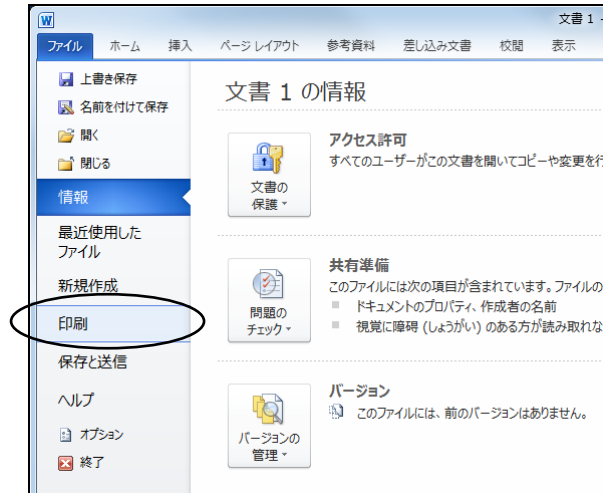 文書 1 -
ファイル ホーム 挿入 ページ レイアウト 参考資料 差し込み文書 校閲 表示
上書き保存
名前を付けて保存
開く
閉じる
情報
最近使用した
ファイル
新規作成
印刷
保存と送信
ヘルプ
オプション
終了
文書 1 の情報
文書の
保護
アクセス許可
すべてのユーザーがこの文書を開いてコピーや変更を行
問題の
チェック
共有準備
このファイルには次の項目が含まれています。ファイルの
ドキュメントのプロパティ、作成者の名前
視覚に障碍 (しょうがい) のある方が読み取れな
バージョンの
管理
バージョン
このファイルには、前のバージョンはありません。